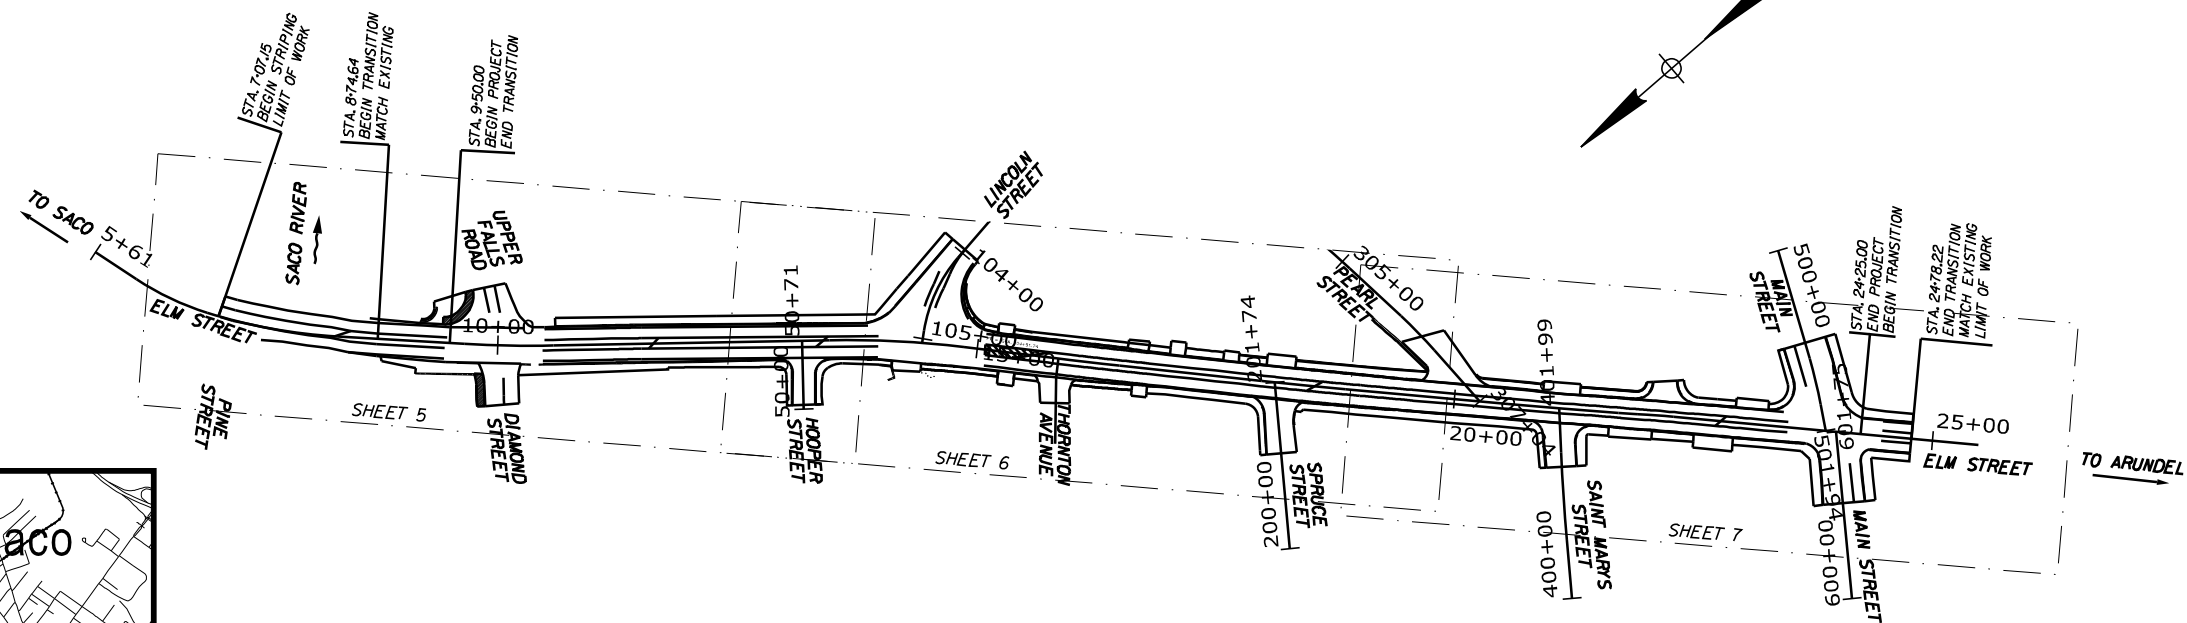 STA. 7+07.15
BEGIN STRIPING
LIMIT OF WORK
STA. 8+74.64
BEGIN TRANSITION
MATCH EXISTING
STA. 9+50.00
BEGIN PROJECT
END TRANSITION
TO SACO
5+61
SACO RIVER
UPPER
FALLS
ROAD
ELM STREET
10+00
PINE
STREET
SHEET 5
DIAMOND
STREET
50+71
50+00
HOOPER
STREET
LINCOLN
STREET
104+00
105+00
15+00
THORNTON
AVENUE
SHEET 6
201+74
200+00
SPRUCE
STREET
305+00
PEARL
STREET
20+00
401+99
400+00
SAINT MARYS
STREET
SHEET 7
MAIN
STREET
500+00
501+94
MAIN STREET
STA. 24+25.00
END PROJECT
BEGIN TRANSITION
STA. 24+78.22
END TRANSITION
MATCH EXISTING
LIMIT OF WORK
25+00
ELM STREET
TO ARUNDEL
aco